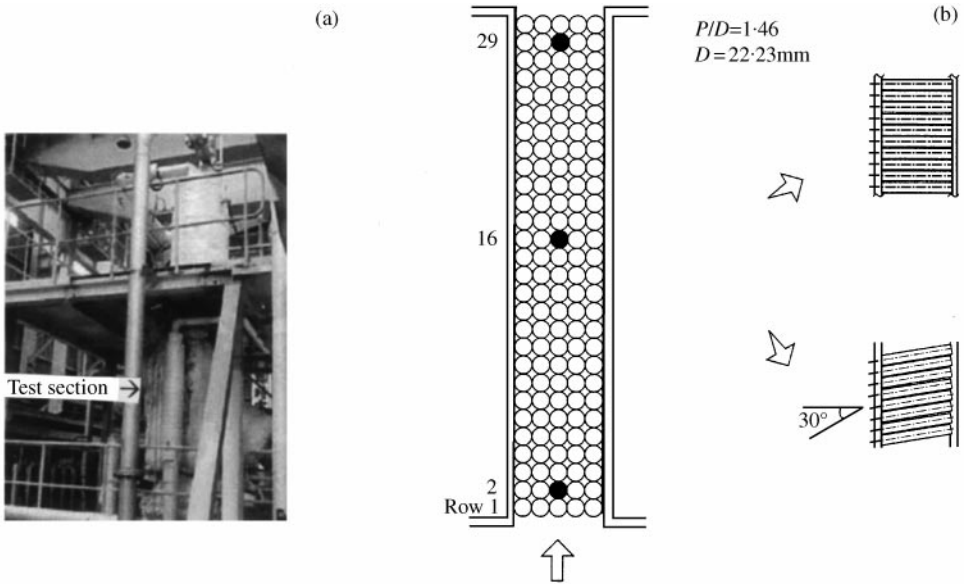 (a)
(b)
P/D=1·46
D=22·23mm
29
16
Test section
30°
2
Row 1